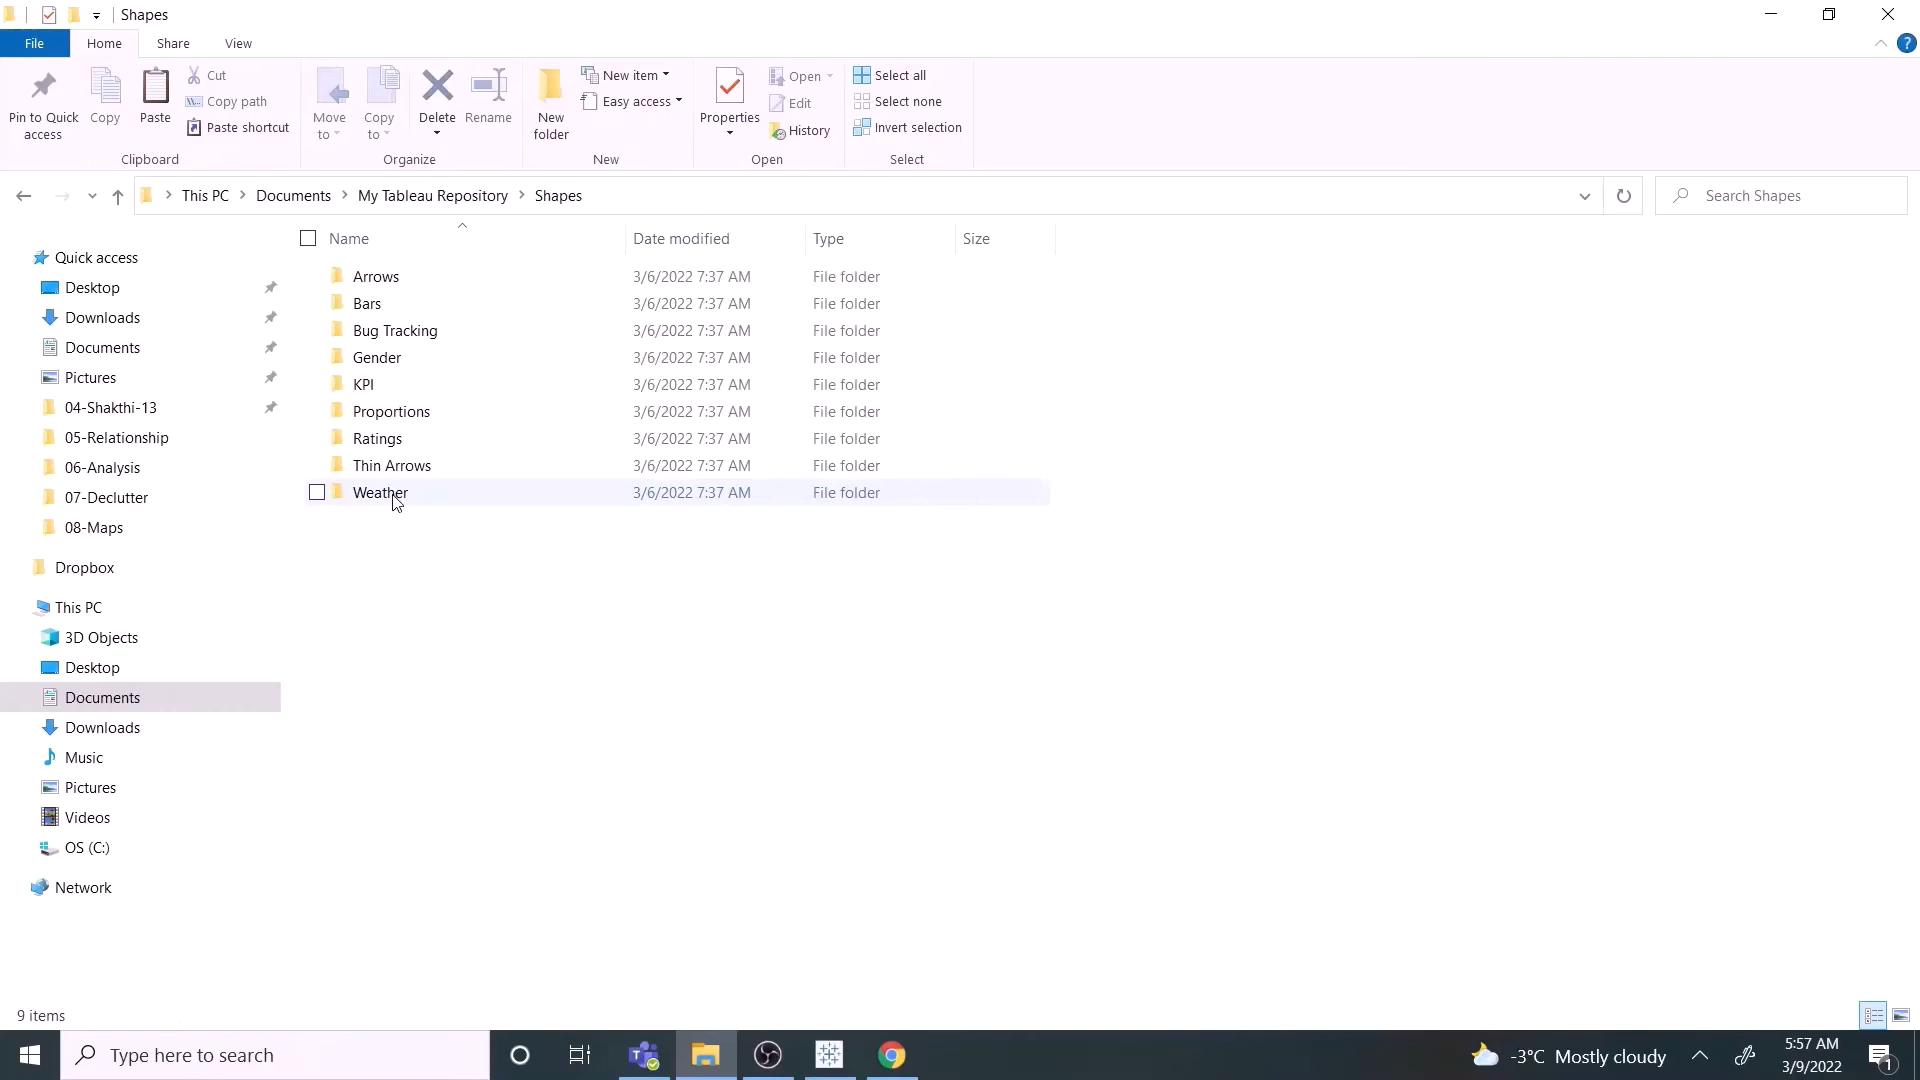 Shapes
File Home Share View
Pin to Quick access
Copy
Paste
Cut
Copy path
Paste shortcut
Clipboard
Move to
Copy to
Delete
Rename
Organize
New folder
New item
Easy access
New
Properties
Open
Edit
History
Open
Select all
Select none
Invert selection
Select
This PC > Documents > My Tableau Repository > Shapes
Search Shapes
Name Date modified Type Size
Arrows 3/6/2022 7:37 AM File folder
Bars 3/6/2022 7:37 AM File folder
Bug Tracking 3/6/2022 7:37 AM File folder
Gender 3/6/2022 7:37 AM File folder
KPI 3/6/2022 7:37 AM File folder
Proportions 3/6/2022 7:37 AM File folder
Ratings 3/6/2022 7:37 AM File folder
Thin Arrows 3/6/2022 7:37 AM File folder
Weather 3/6/2022 7:37 AM File folder
Quick access
Desktop
Downloads
Documents
Pictures
04-Shakthi-13
05-Relationship
06-Analysis
07-Declutter
08-Maps
Dropbox
This PC
3D Objects
Desktop
Documents
Downloads
Music
Pictures
Videos
OS (C:)
Network
9 items
Type here to search
-3°C Mostly cloudy
5:57 AM
3/9/2022
1